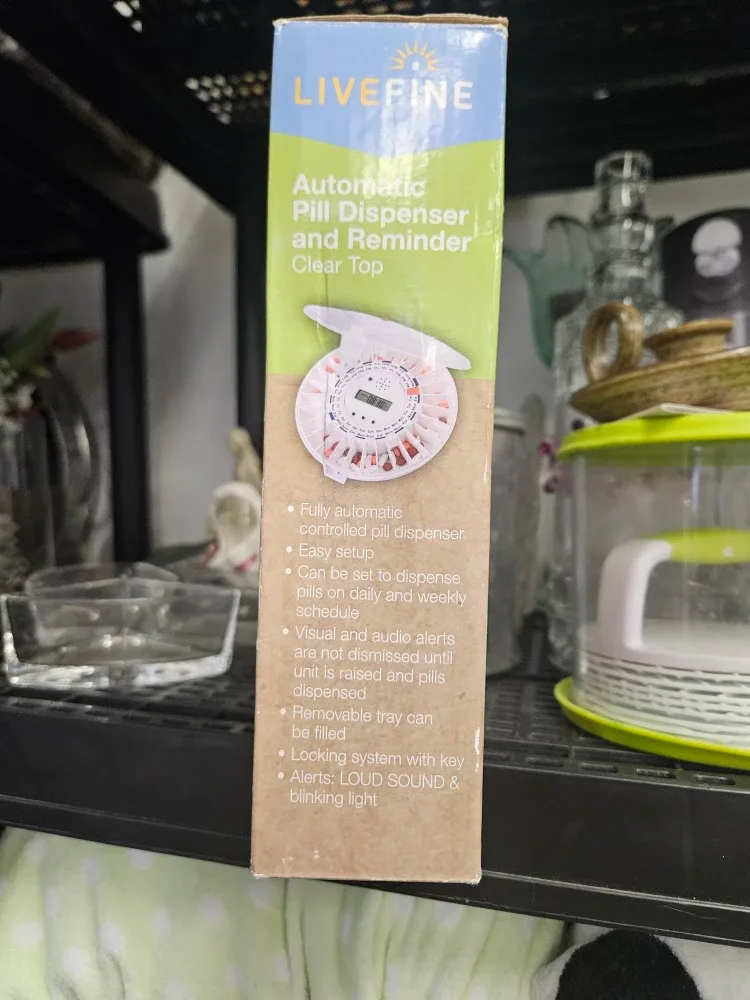 LIVEFINE
Automatic
Pill Dispenser
and Reminder
Clear Top
• Fully automatic
controlled pill dispenser
• Easy setup
• Can be set to dispense
pills on daily and weekly
schedule
• Visual and audio alerts
are not dismissed until
unit is raised and pills
dispensed
• Removable tray can
be filled
• Locking system with key
• Alerts: LOUD SOUND &
blinking light